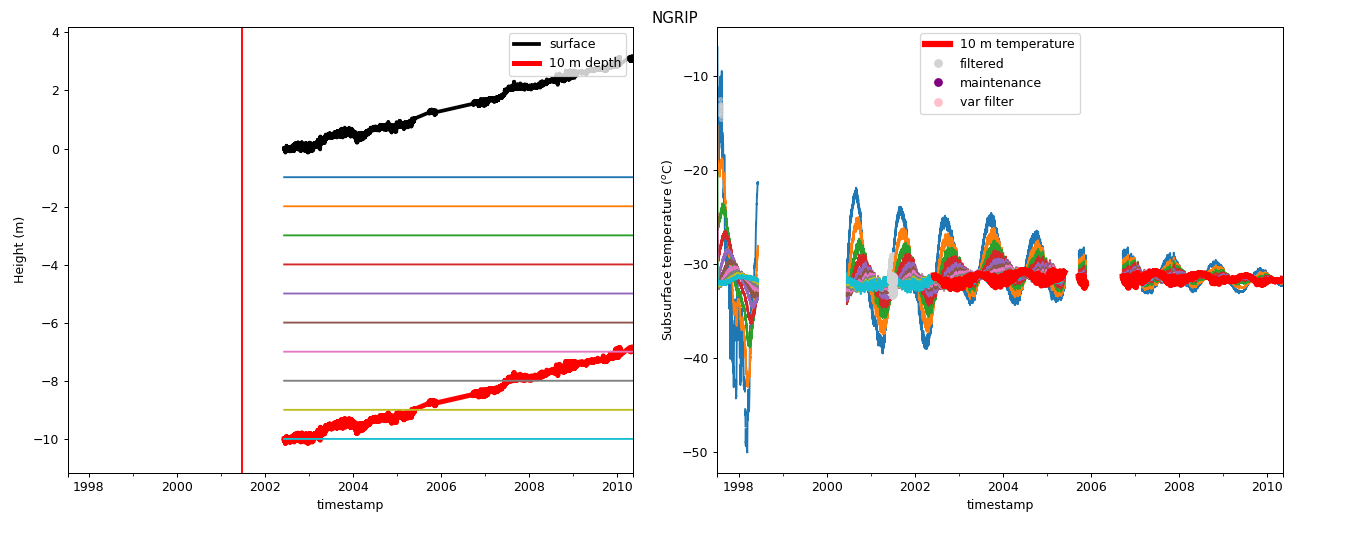 NGRIP
Height (m)
4
2
0
−2
−4
−6
−8
−10
1998
2000
2002
2004
2006
2008
2010
timestamp
surface
10 m depth
Subsurface temperature (°C)
−10
−20
−30
−40
−50
1998
2000
2002
2004
2006
2008
2010
timestamp
10 m temperature
filtered
maintenance
var filter